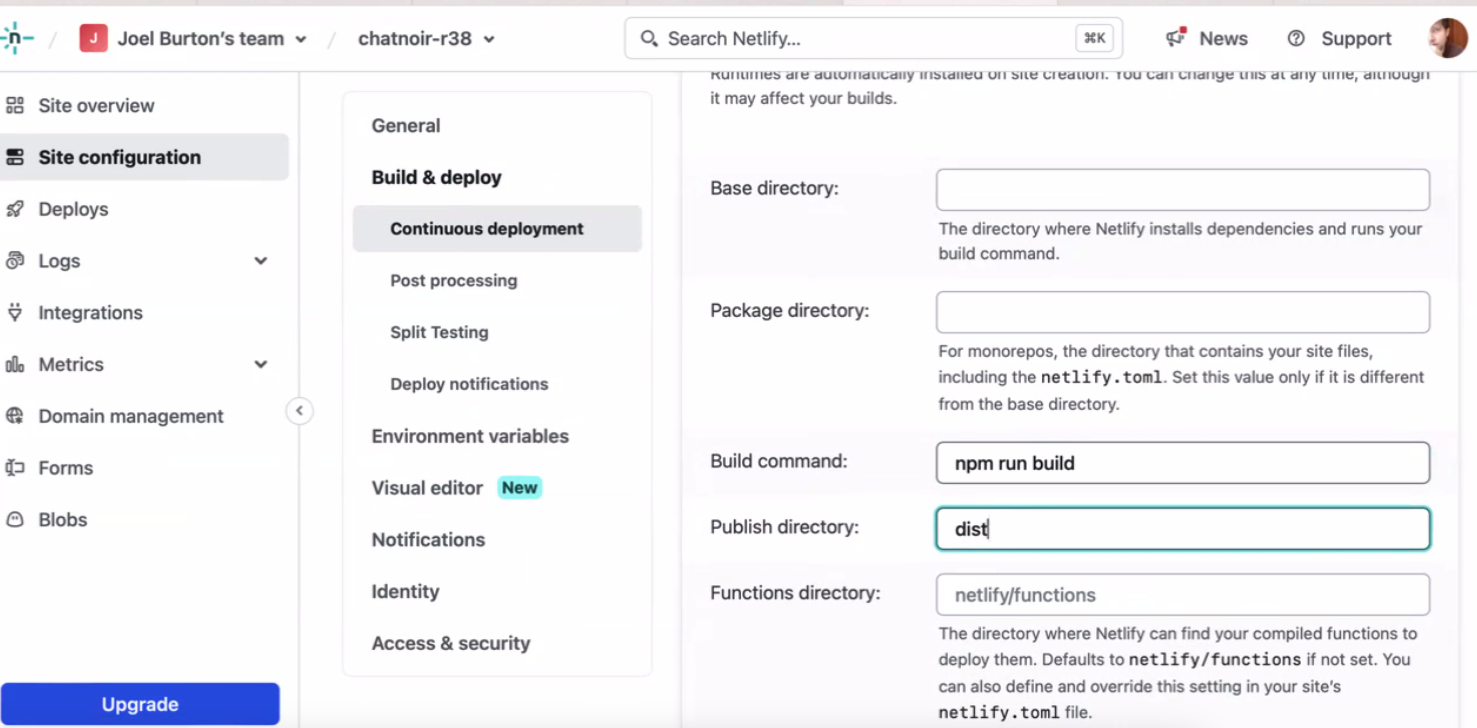 n / J Joel Burton's team / chatnoir-r38 Search Netlify... ⌘K News Support
Site overview
Site configuration
Deploys
Logs
Integrations
Metrics
Domain management
Forms
Blobs
Upgrade
General
Build & deploy
Continuous deployment
Post processing
Split Testing
Deploy notifications
Environment variables
Visual editor New
Notifications
Identity
Access & security
Runtimes are automatically installed on site creation. You can change this at any time, although
it may affect your builds.
Base directory:
The directory where Netlify installs dependencies and runs your
build command.
Package directory:
For monorepos, the directory that contains your site files,
including the netlify.toml. Set this value only if it is different
from the base directory.
Build command: npm run build
Publish directory: dist
Functions directory: netlify/functions
The directory where Netlify can find your compiled functions to
deploy them. Defaults to netlify/functions if not set. You
can also define and override this setting in your site's
netlify.toml file.